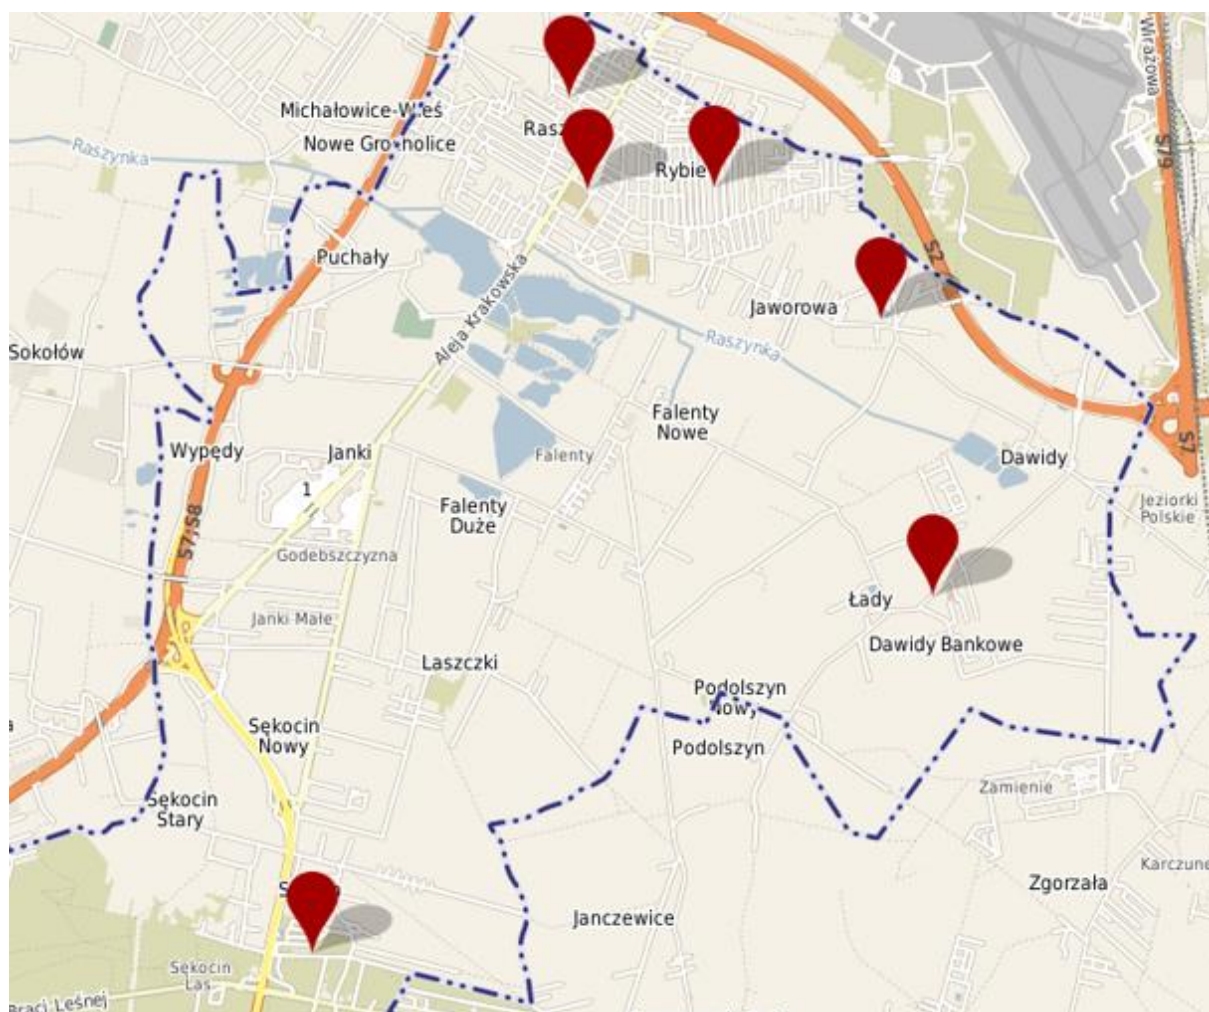 Wirażowa
Michałowice-Wieś
Nowe Grocholice
Raszynka
Rybie
S79
Puchały
S2
Jaworowa
Aleja Krakowska
Raszynka
Sokołów
Falenty
Nowe
Wypędy
Janki
Falenty
Dawidy
S7
1
Falenty
Duże
Jeziorki
Polskie
S7;S8
Godebszczyzna
Łady
Janki Małe
Dawidy Bankowe
Laszczki
Podolszyn
Nowy
Sękocin
Nowy
Podolszyn
Zamienie
Sękocin
Stary
Karczune
Zgorzała
Janczewice
Sękocin
Las
Braci Leśnej